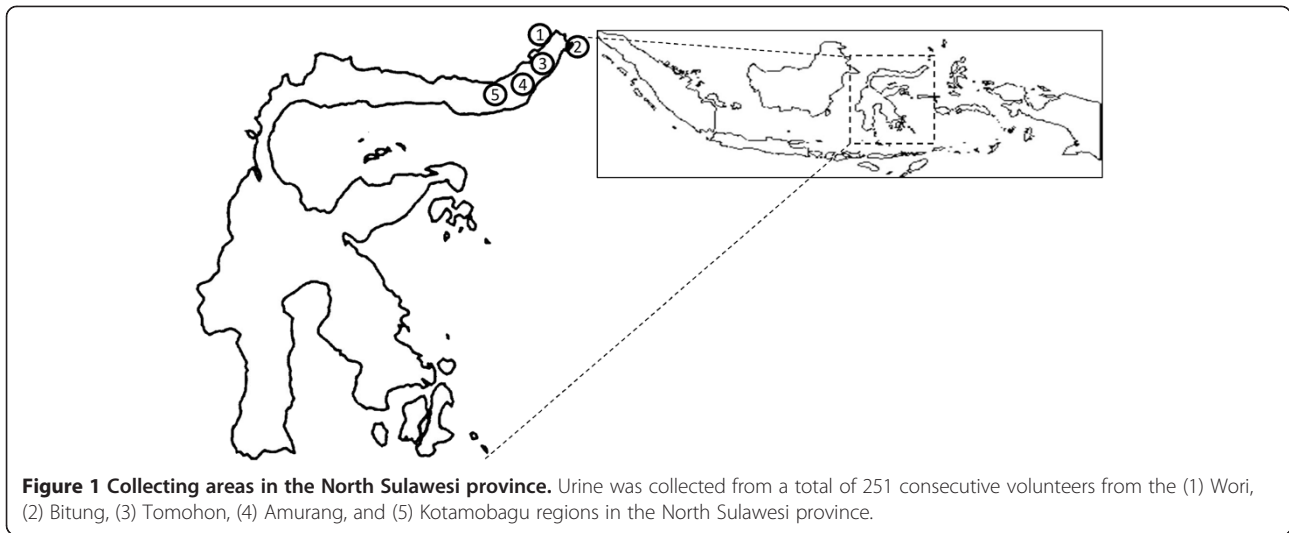 ①
②
③
④
⑤
Figure 1 Collecting areas in the North Sulawesi province. Urine was collected from a total of 251 consecutive volunteers from the (1) Wori,
(2) Bitung, (3) Tomohon, (4) Amurang, and (5) Kotamobagu regions in the North Sulawesi province.